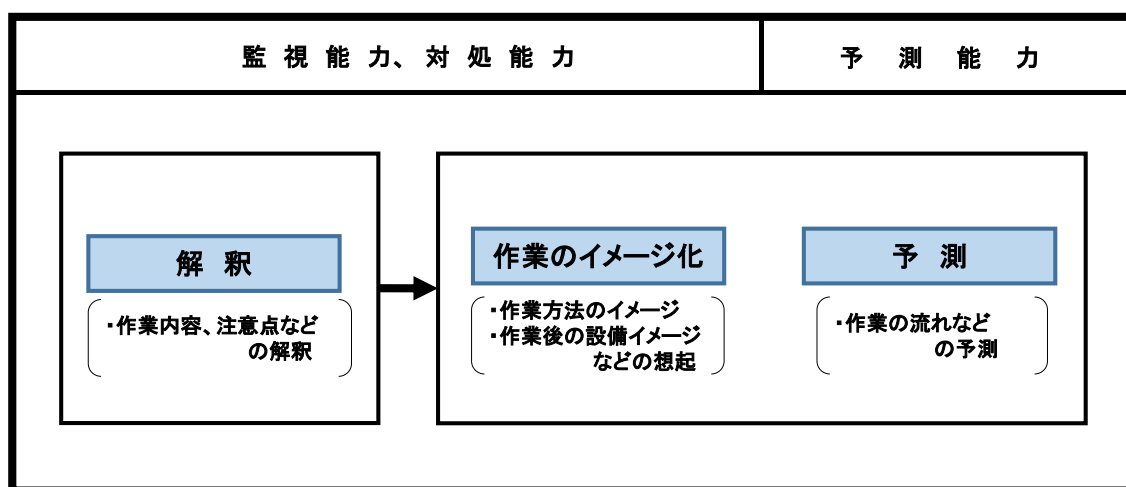 監視能力、対処能力
予測能力
解釈
・作業内容、注意点など
の解釈
作業のイメージ化
・作業方法のイメージ
・作業後の設備イメージ
などの想起
予測
・作業の流れなど
の予測